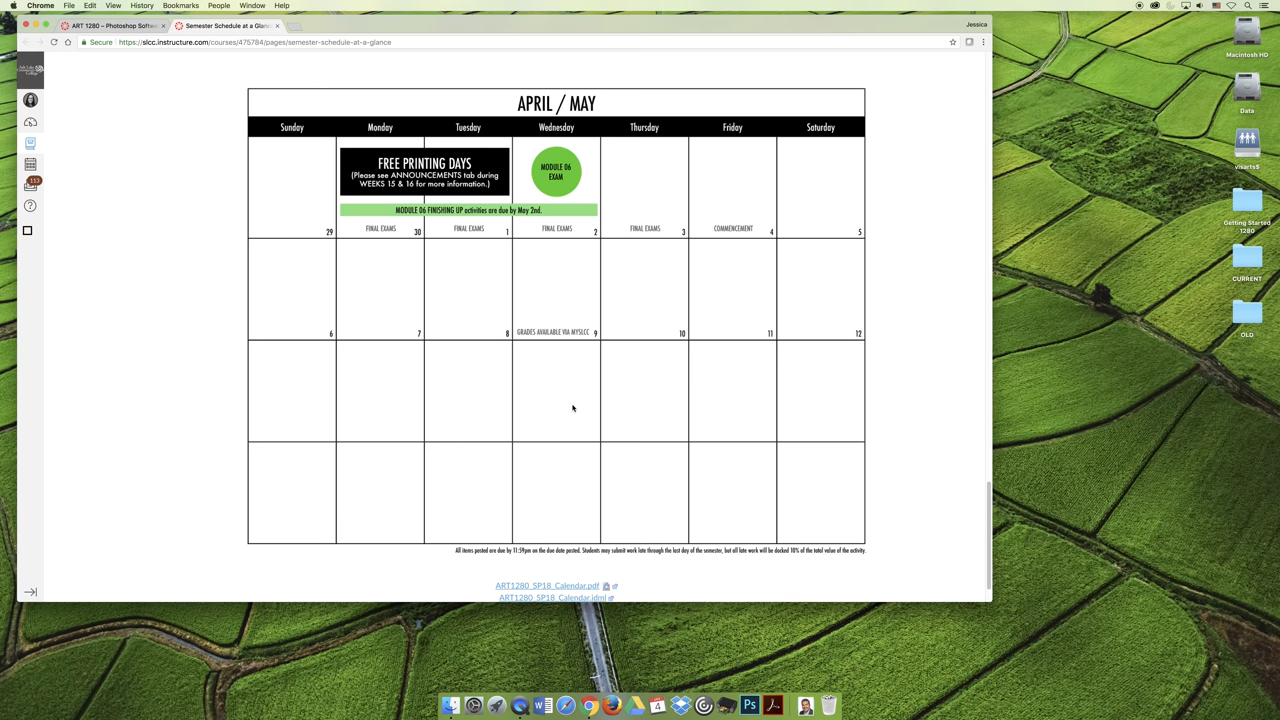 Chrome File Edit View History Bookmarks People Window Help
ART 1280 – Photoshop Softw
Semester Schedule at a Glanc
Jessica
Secure https://slcc.instructure.com/courses/475784/pages/semester-schedule-at-a-glance
Macintosh HD
Data
visarts$
Getting Started
1280
CURRENT
OLD
113
APRIL / MAY
Sunday Monday Tuesday Wednesday Thursday Friday Saturday
FREE PRINTING DAYS
(Please see ANNOUNCEMENTS tab during
WEEKS 15 & 16 for more information.)
MODULE 06
EXAM
MODULE 06 FINISHING UP activities are due by May 2nd.
29 FINAL EXAMS 30 FINAL EXAMS 1 FINAL EXAMS 2 FINAL EXAMS 3 COMMENCEMENT 4 5
6 7 8 GRADES AVAILABLE VIA MYSLCC 9 10 11 12
All items posted are due by 11:59pm on the due date posted. Students may submit work late through the last day of the semester, but all late work will be docked 10% of the total value of the activity.
ART1280_SP18_Calendar.pdf
ART1280_SP18_Calendar.idml
4
Ps